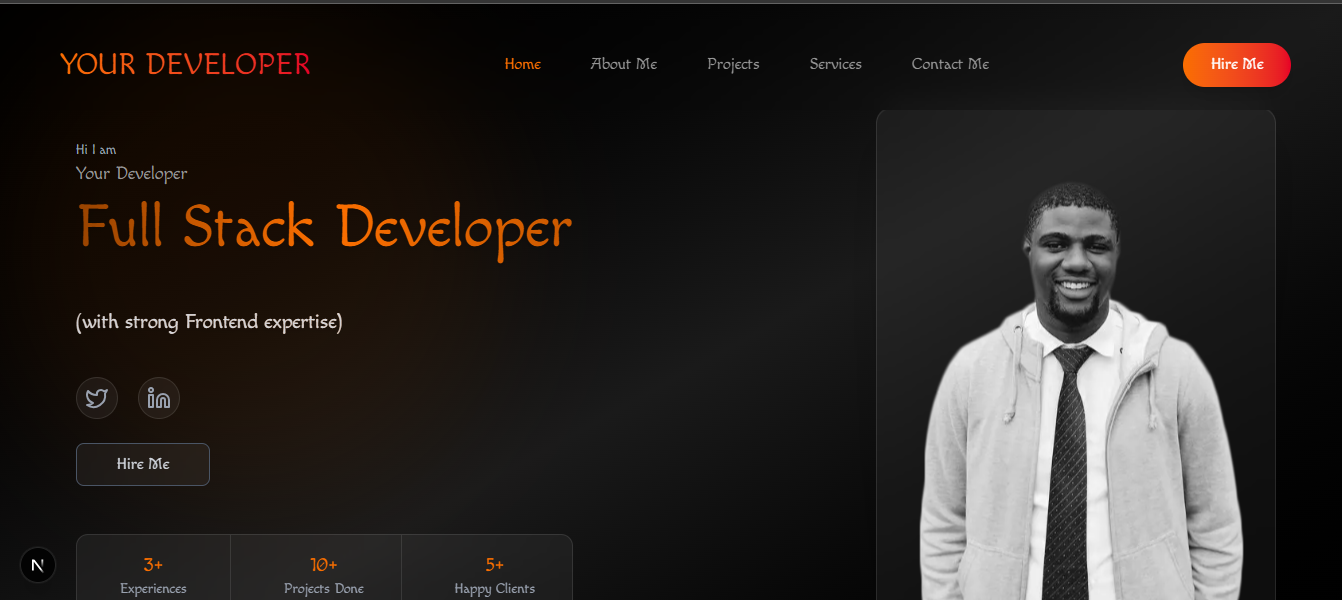 YOUR DEVELOPER
Home About Me Projects Services Contact Me
Hire Me
Hi I am
Your Developer
Full Stack Developer
(with strong Frontend expertise)
in
Hire Me
3+ 10+ 5+
Experiences Projects Done Happy Clients
N